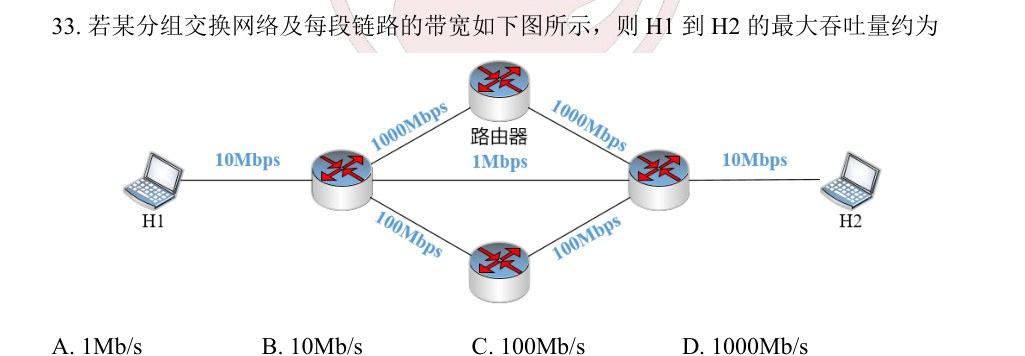 33. 若某分组交换网络及每段链路的带宽如下图所示，则 H1 到 H2 的最大吞吐量约为
1000Mbps
1000Mbps
路由器
10Mbps
1Mbps
10Mbps
H1
H2
100Mbps
100Mbps
A. 1Mb/s B. 10Mb/s C. 100Mb/s D. 1000Mb/s